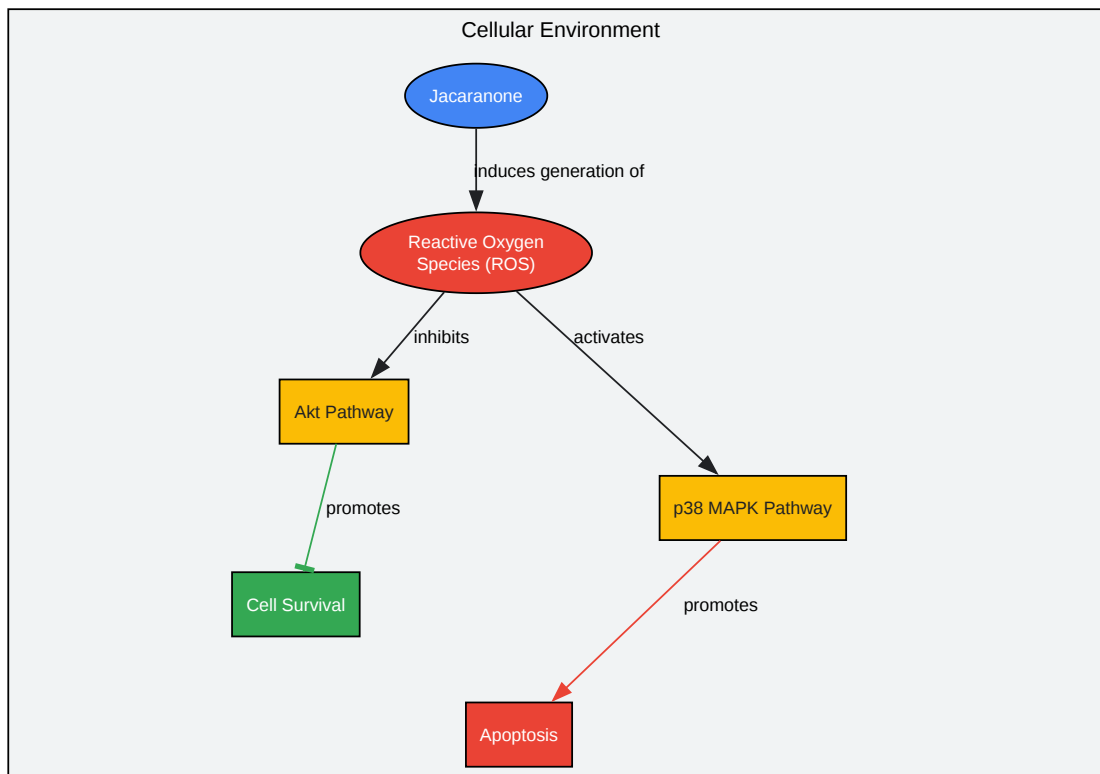 Cellular Environment
Jacaranone
induces generation of
Reactive Oxygen
Species (ROS)
inhibits
activates
Akt Pathway
p38 MAPK Pathway
promotes
Cell Survival
promotes
Apoptosis